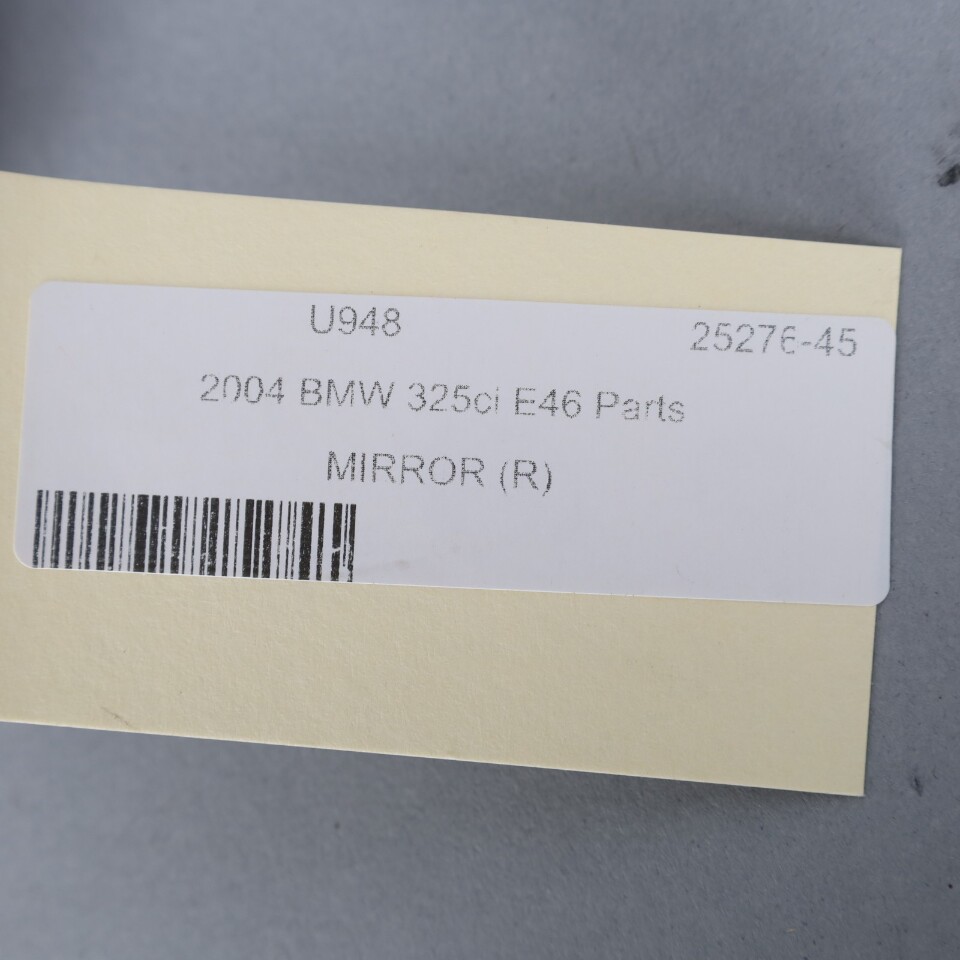 U948 25276-45
2004 BMW 325ci E46 Parts
MIRROR (R)